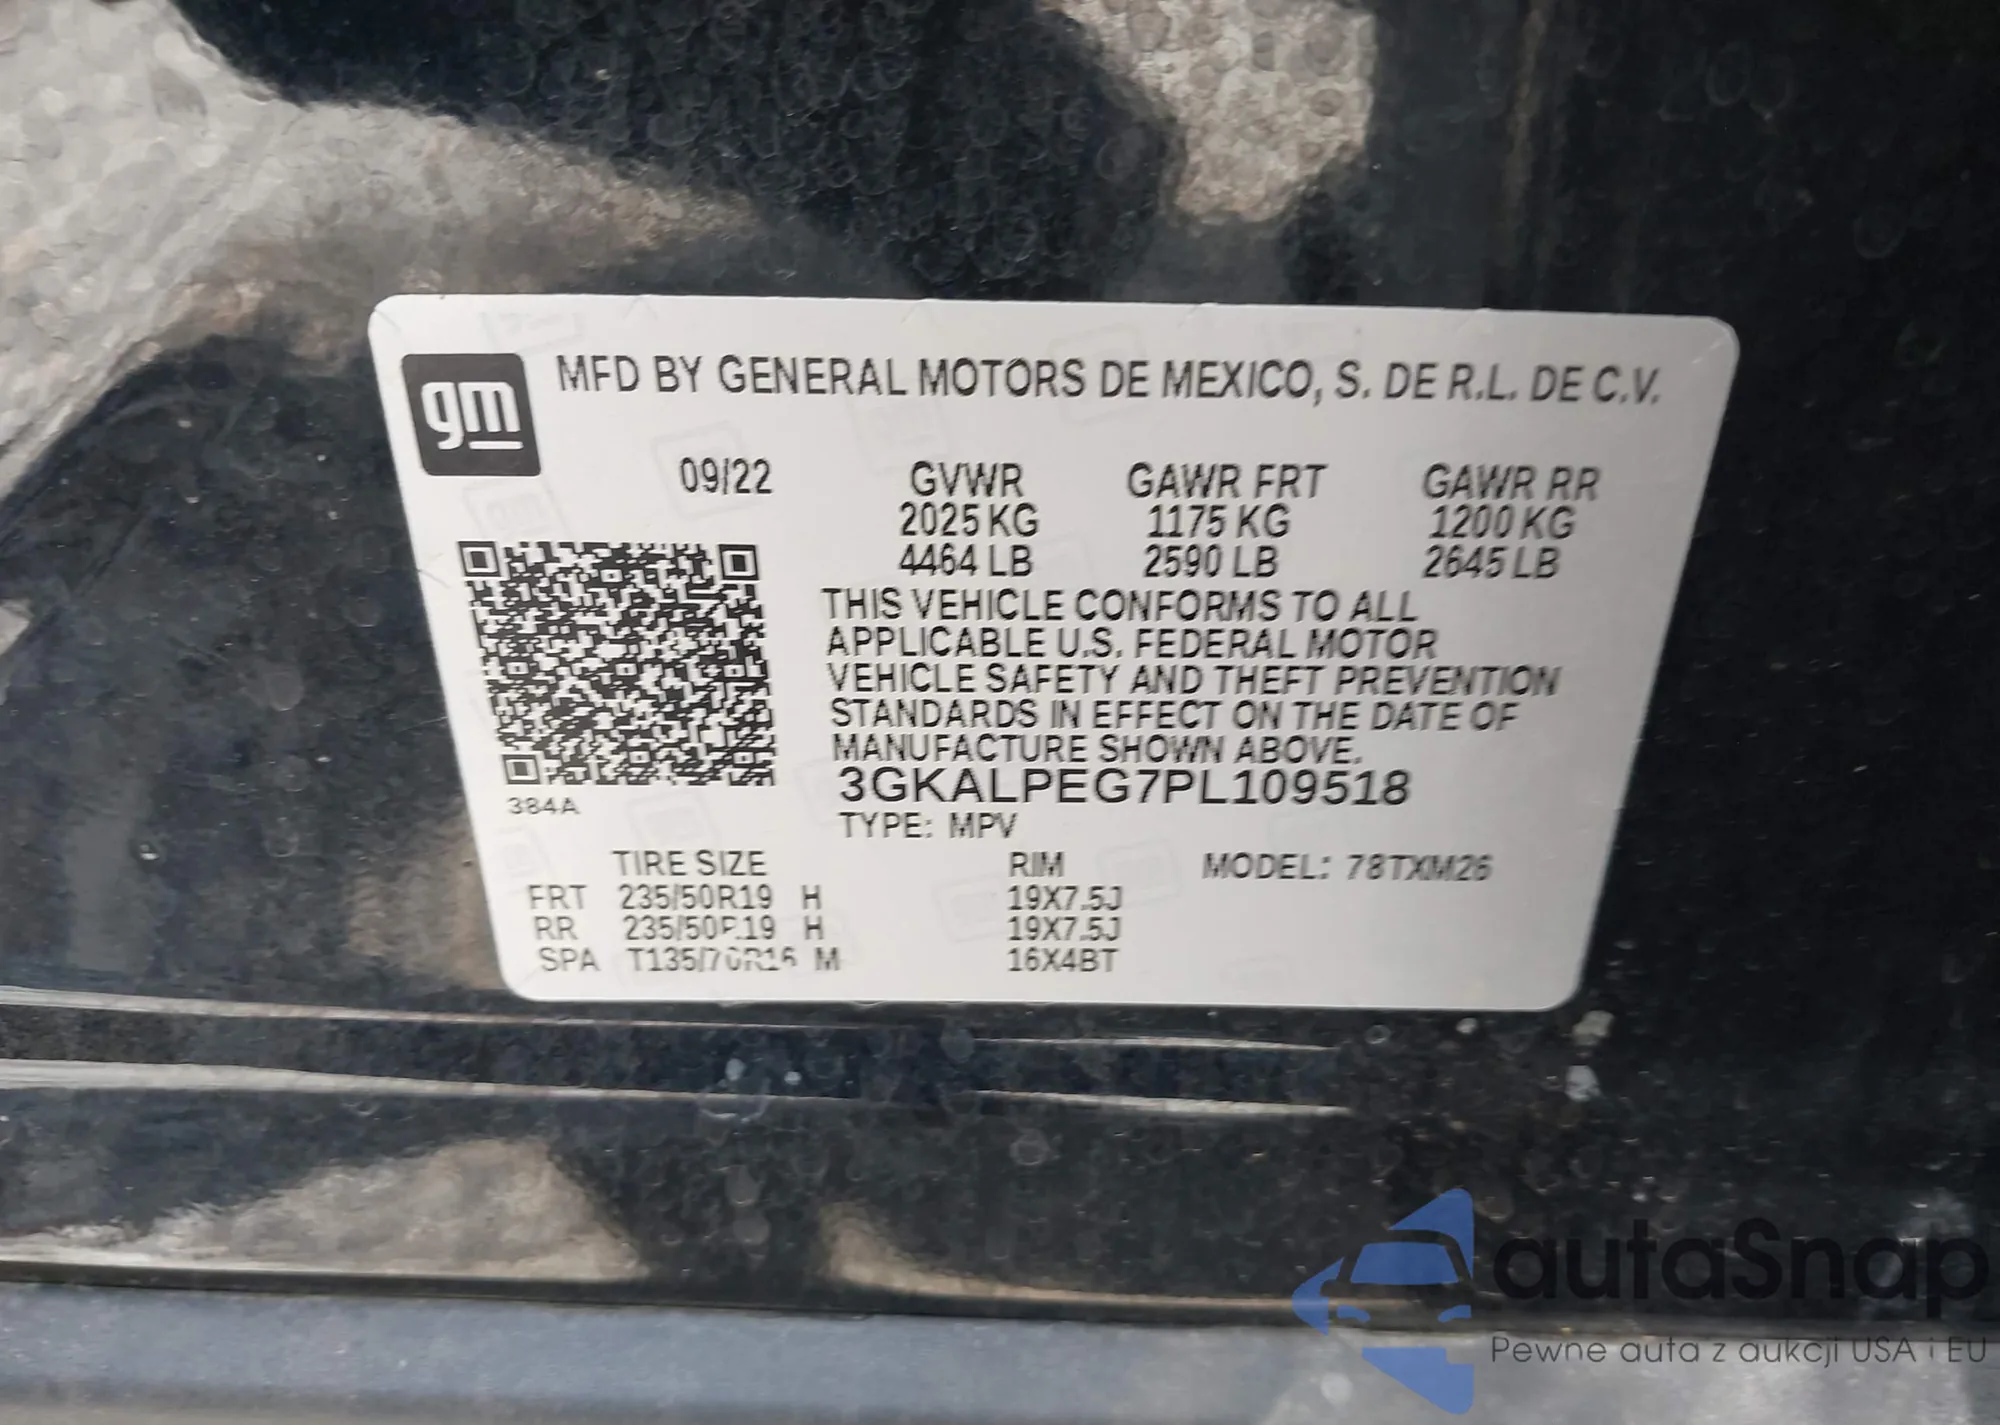 gm
MFD BY GENERAL MOTORS DE MEXICO, S. DE R.L. DE C.V.
09/22 GVWR GAWR FRT GAWR RR
2025 KG 1175 KG 1200 KG
4464 LB 2590 LB 2645 LB
THIS VEHICLE CONFORMS TO ALL
APPLICABLE U.S. FEDERAL MOTOR
VEHICLE SAFETY AND THEFT PREVENTION
STANDARDS IN EFFECT ON THE DATE OF
MANUFACTURE SHOWN ABOVE.
3GKALPEG7PL109518
384A
TYPE: MPV
TIRE SIZE RIM MODEL: 78TXM26
FRT 235/50R19 H 19X7.5J
RR 235/50R19 H 19X7.5J
SPA T135/70R16 M 16X4BT
autaSnap
Pewne auta z aukcji USA i EU